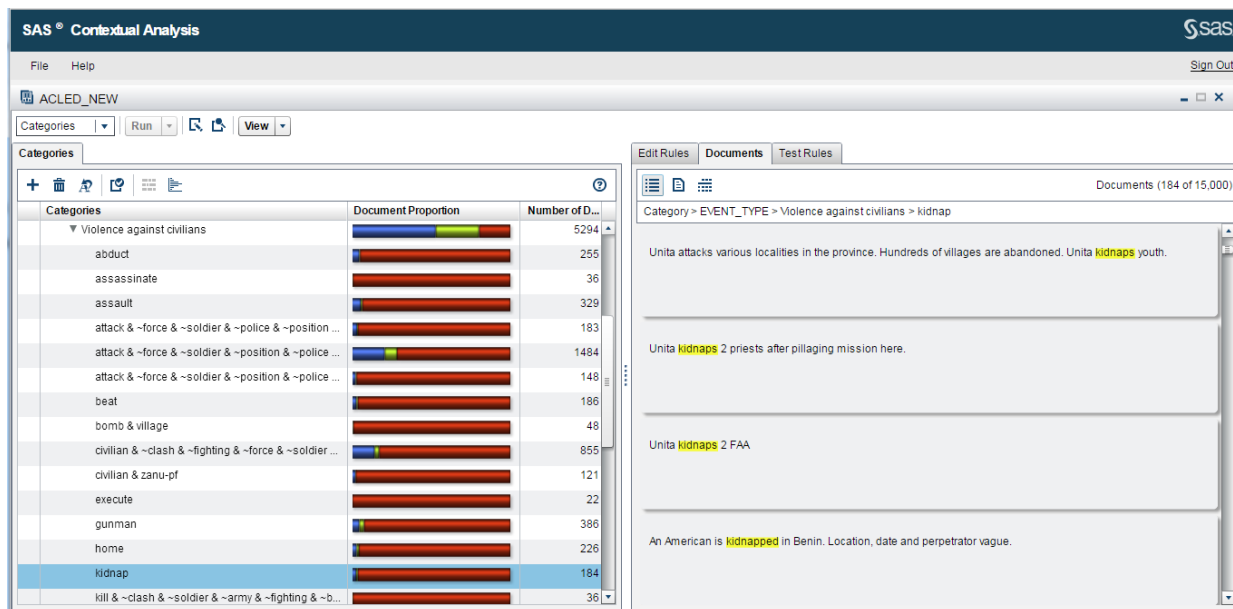 SAS ® Contextual Analysis
sas
File Help
Sign Out
ACLED_NEW
Categories Run View
Categories
Edit Rules Documents Test Rules
Documents (184 of 15,000)
Categories Document Proportion Number of D...
Category > EVENT_TYPE > Violence against civilians > kidnap
Violence against civilians 5294
abduct 255
assassinate 36
assault 329
attack & ~force & ~soldier & ~police & ~position ... 183
attack & ~force & ~soldier & ~position & ~police ... 1484
attack & ~force & ~soldier & ~position & ~police ... 148
beat 186
bomb & village 48
civilian & ~clash & ~fighting & ~force & ~soldier ... 855
civilian & zanu-pf 121
execute 22
gunman 386
home 226
kidnap 184
kill & ~clash & ~soldier & ~army & ~fighting & ~b... 36
Unita attacks various localities in the province. Hundreds of villages are abandoned. Unita kidnaps youth.
Unita kidnaps 2 priests after pillaging mission here.
Unita kidnaps 2 FAA
An American is kidnapped in Benin. Location, date and perpetrator vague.